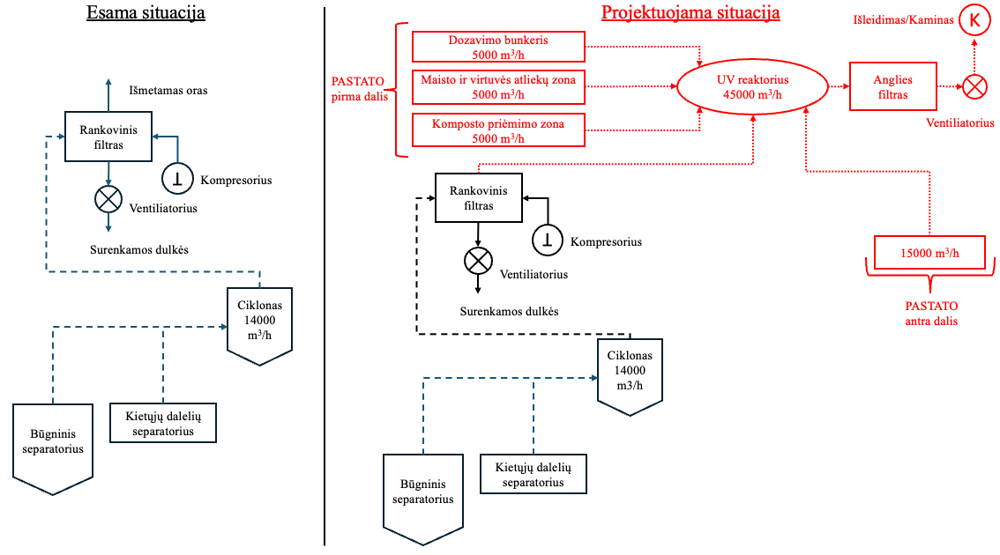 Esama situacija
Išmetamas oras
Rankovinis
filtras
Kompresorius
Ventiliatorius
Surenkamos dulkės
Ciklonas
14000
m³/h
Būgninis
separatorius
Kietųjų dalelių
separatorius
Projektuojama situacija
PASTATO
pirma dalis
Dozavimo bunkeris
5000 m³/h
Maisto ir virtuvės atliekų zona
5000 m³/h
Komposto priėmimo zona
5000 m³/h
UV reaktorius
45000 m³/h
Anglies
filtras
Išleidimas/Kaminas
K
Ventiliatorius
Rankovinis
filtras
Kompresorius
Ventiliatorius
Surenkamos dulkės
15000 m³/h
PASTATO
antra dalis
Ciklonas
14000
m3/h
Būgninis
separatorius
Kietųjų dalelių
separatorius